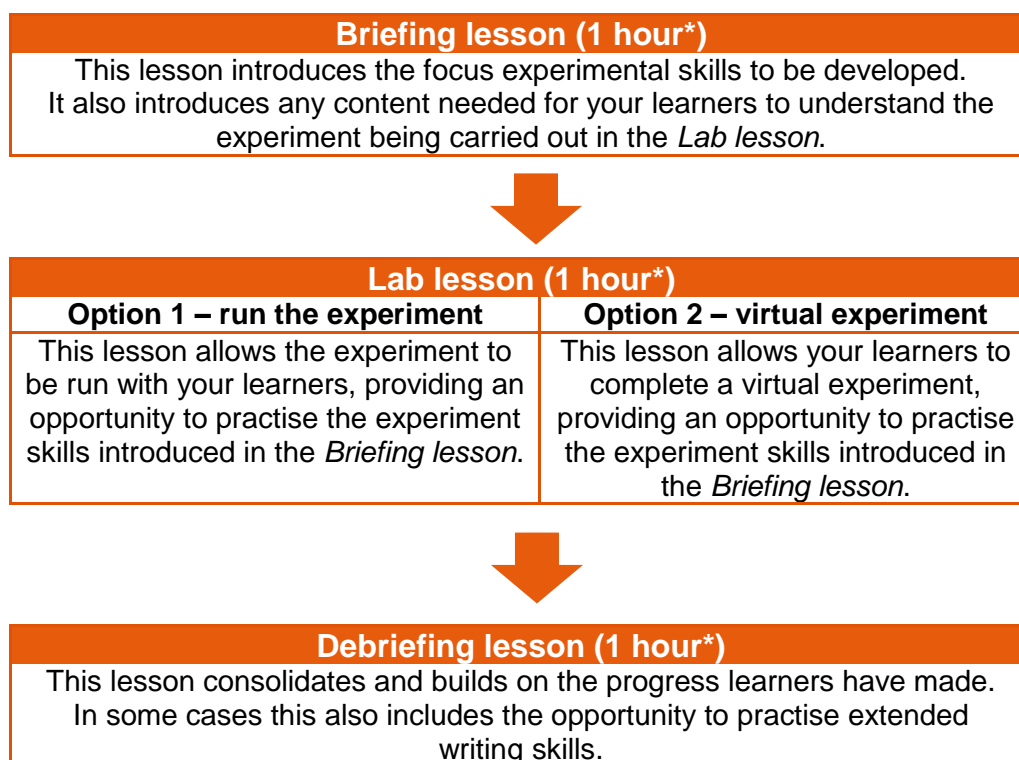 Briefing lesson (1 hour*)
This lesson introduces the focus experimental skills to be developed.
It also introduces any content needed for your learners to understand the
experiment being carried out in the Lab lesson.
Lab lesson (1 hour*)
Option 1 – run the experiment
This lesson allows the experiment to
be run with your learners, providing an
opportunity to practise the experiment
skills introduced in the Briefing lesson.
Option 2 – virtual experiment
This lesson allows your learners to
complete a virtual experiment,
providing an opportunity to practise
the experiment skills introduced in
the Briefing lesson.
Debriefing lesson (1 hour*)
This lesson consolidates and builds on the progress learners have made.
In some cases this also includes the opportunity to practise extended
writing skills.